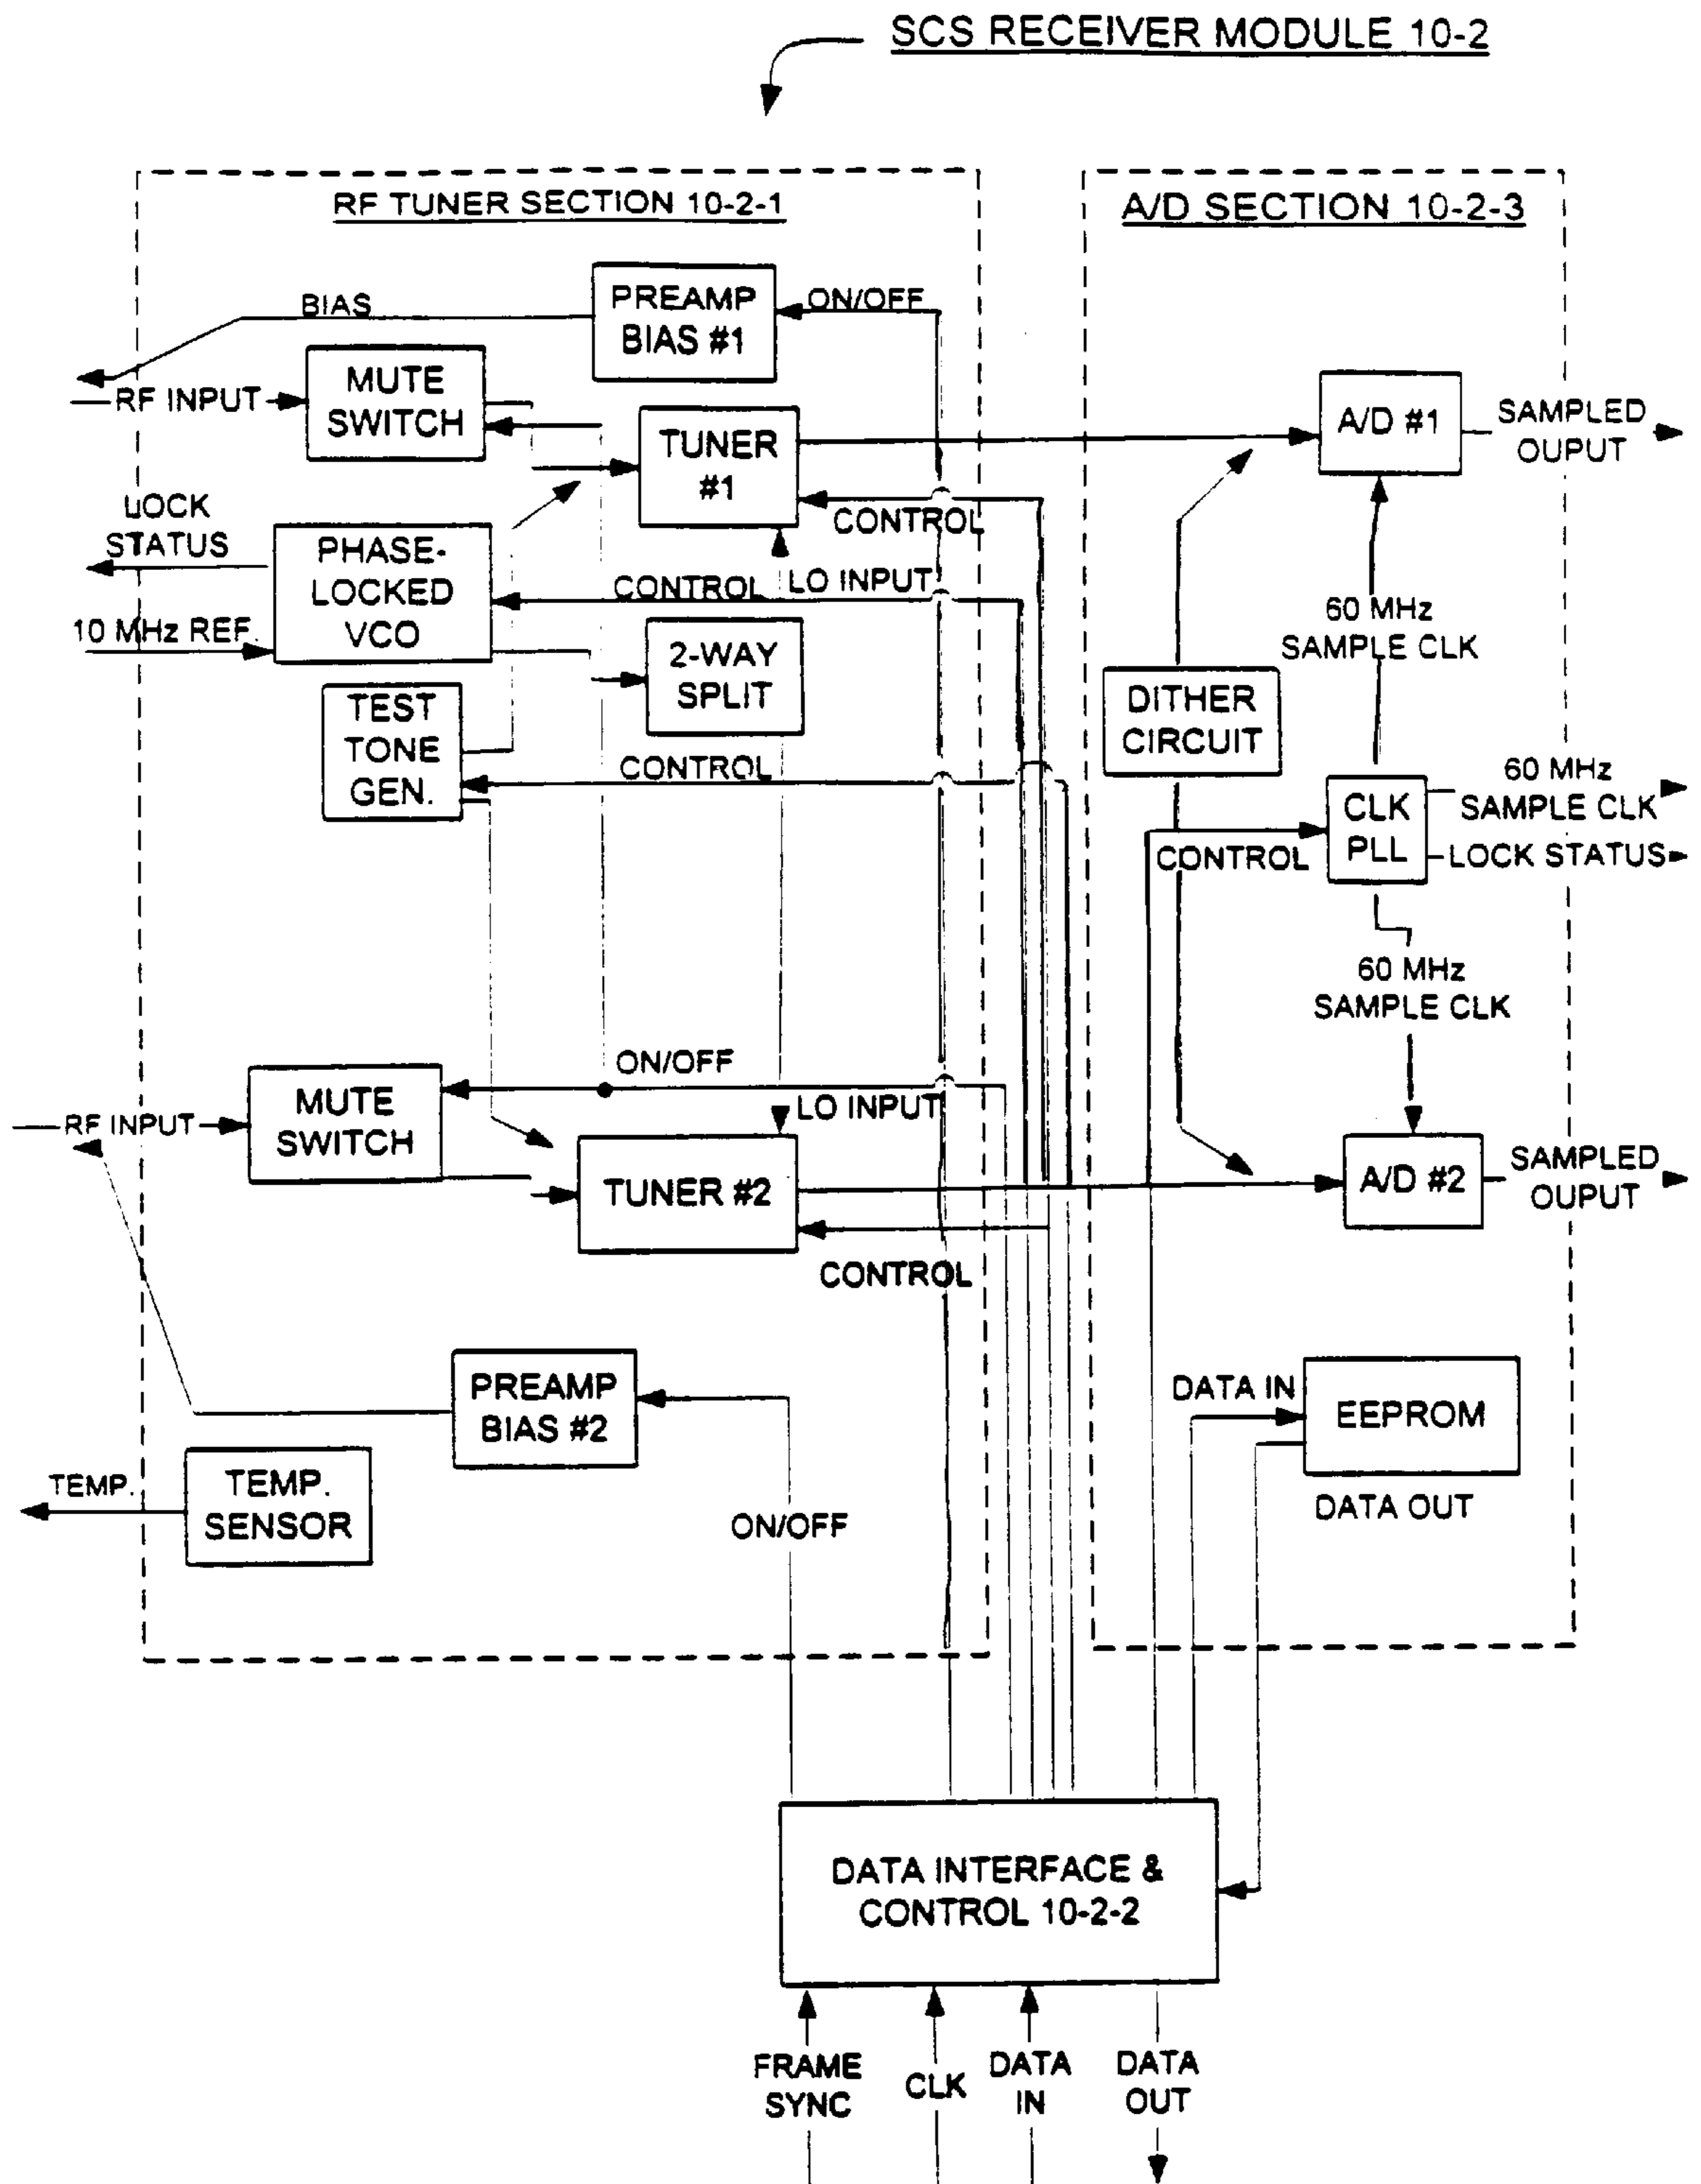 SCS RECEIVER MODULE 10-2
RF TUNER SECTION 10-2-1
A/D SECTION 10-2-3
BIAS
PREAMP
BIAS #1
ON/OFF
RF INPUT
MUTE
SWITCH
TUNER
#1
CONTROL
A/D #1
SAMPLED
OUPUT
LOCK
STATUS
PHASE-
LOCKED
VCO
CONTROL
LO INPUT
10 MHz REF.
2-WAY
SPLIT
60 MHz
SAMPLE CLK
DITHER
CIRCUIT
TEST
TONE
GEN.
CONTROL
CLK
PLL
CONTROL
60 MHz
SAMPLE CLK
LOCK STATUS
60 MHz
SAMPLE CLK
ON/OFF
MUTE
SWITCH
RF INPUT
LO INPUT
TUNER #2
CONTROL
A/D #2
SAMPLED
OUPUT
PREAMP
BIAS #2
DATA IN
EEPROM
DATA OUT
TEMP.
TEMP.
SENSOR
ON/OFF
DATA INTERFACE &
CONTROL 10-2-2
FRAME
SYNC
CLK
DATA
IN
DATA
OUT